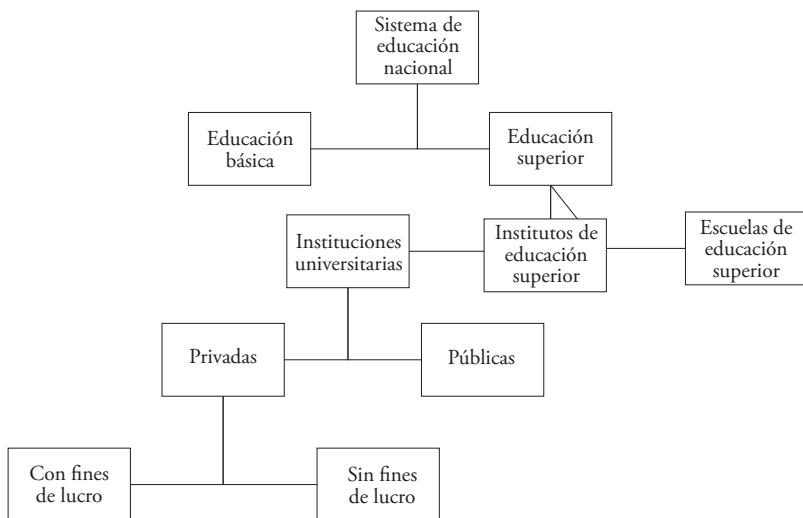 Sistema de
educación
nacional
Educación
básica
Educación
superior
Instituciones
universitarias
Institutos de
educación
superior
Escuelas de
educación
superior
Privadas
Públicas
Con fines
de lucro
Sin fines
de lucro